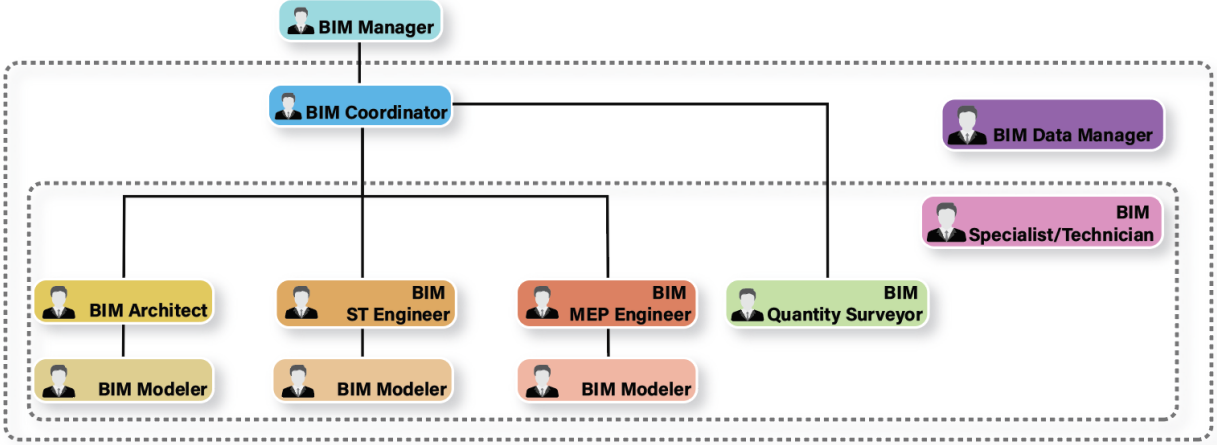 BIM Manager
BIM Coordinator
BIM Data Manager
BIM
Specialist/Technician
BIM Architect
BIM
ST Engineer
BIM
MEP Engineer
BIM
Quantity Surveyor
BIM Modeler
BIM Modeler
BIM Modeler